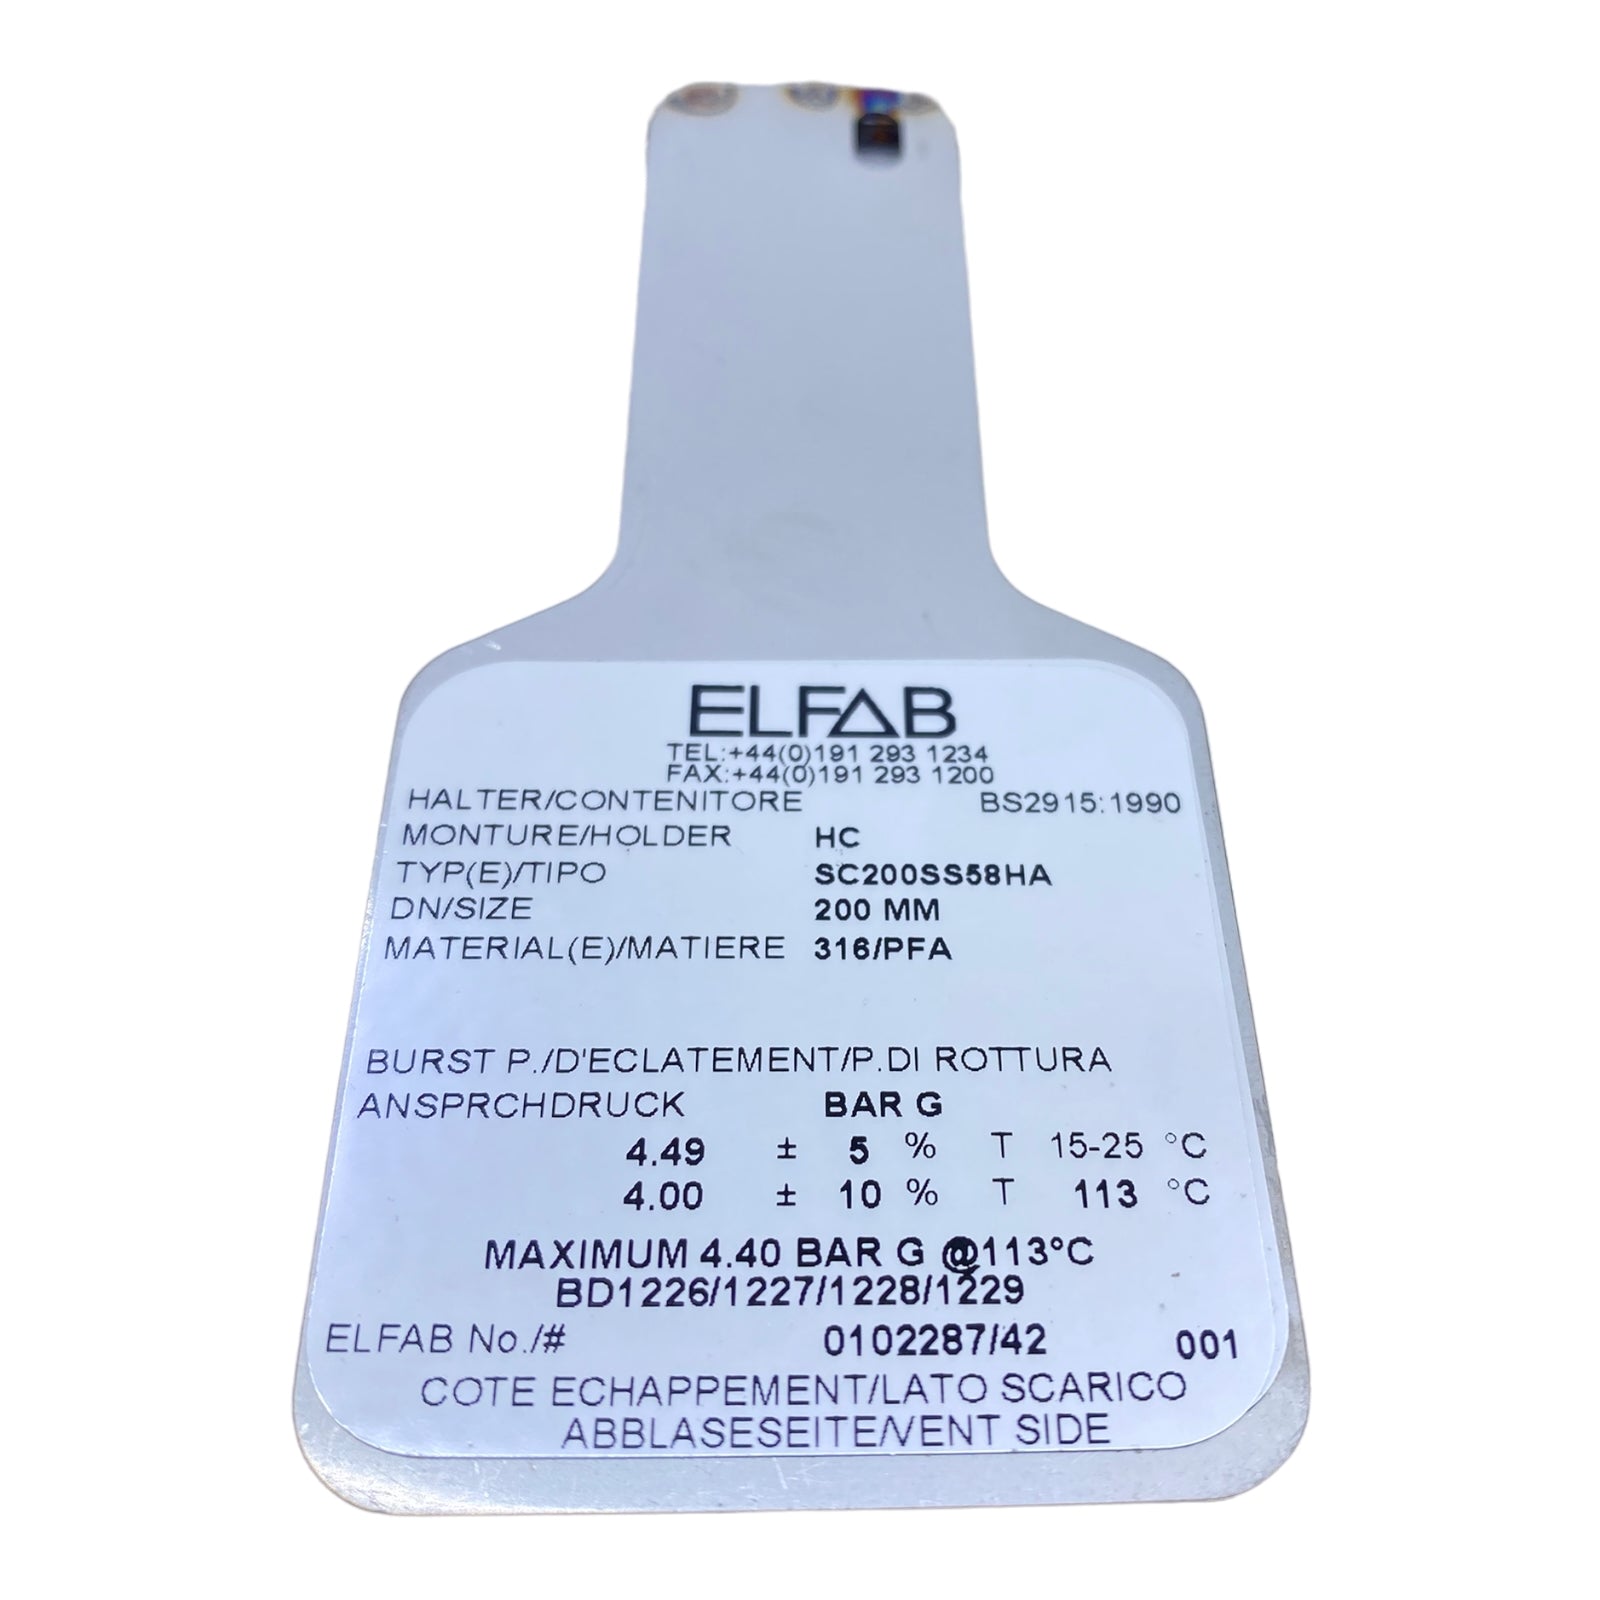 ELFAB
TEL:+44(0)191 293 1234
FAX:+44(0)191 293 1200
HALTER/CONTENITORE BS2915:1990
MONTURE/HOLDER HC
TYP(E)/TIPO SC200SS58HA
DN/SIZE 200 MM
MATERIAL(E)/MATIERE 316/PFA
BURST P./D'ECLATEMENT/P.DI ROTTURA
ANSPRCHDRUCK BAR G
4.49 ± 5 % T 15-25 °C
4.00 ± 10 % T 113 °C
MAXIMUM 4.40 BAR G @113°C
BD1226/1227/1228/1229
ELFAB No./# 0102287/42 001
COTE ECHAPPEMENT/LATO SCARICO
ABBLASESEITE/VENT SIDE